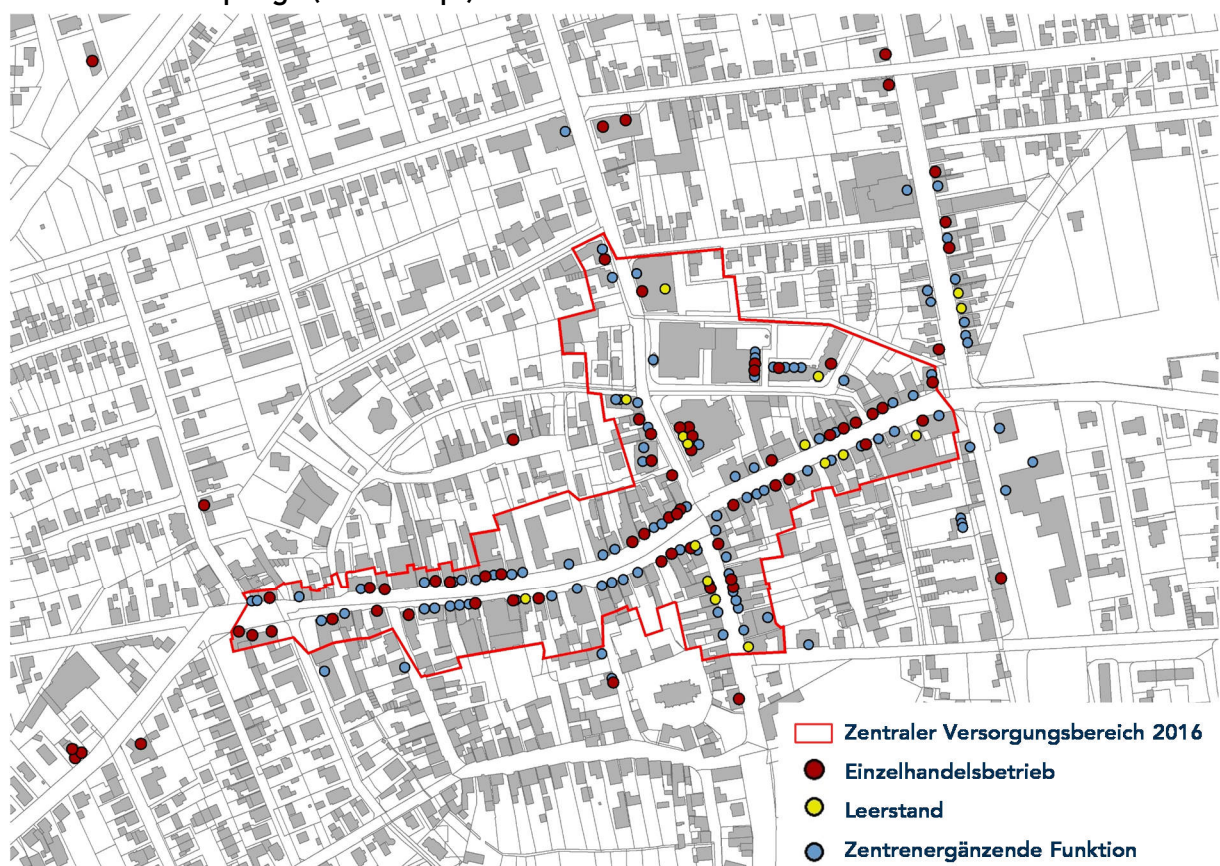 Zentraler Versorgungsbereich 2016
Einzelhandelsbetrieb
Leerstand
Zentrenergänzende Funktion